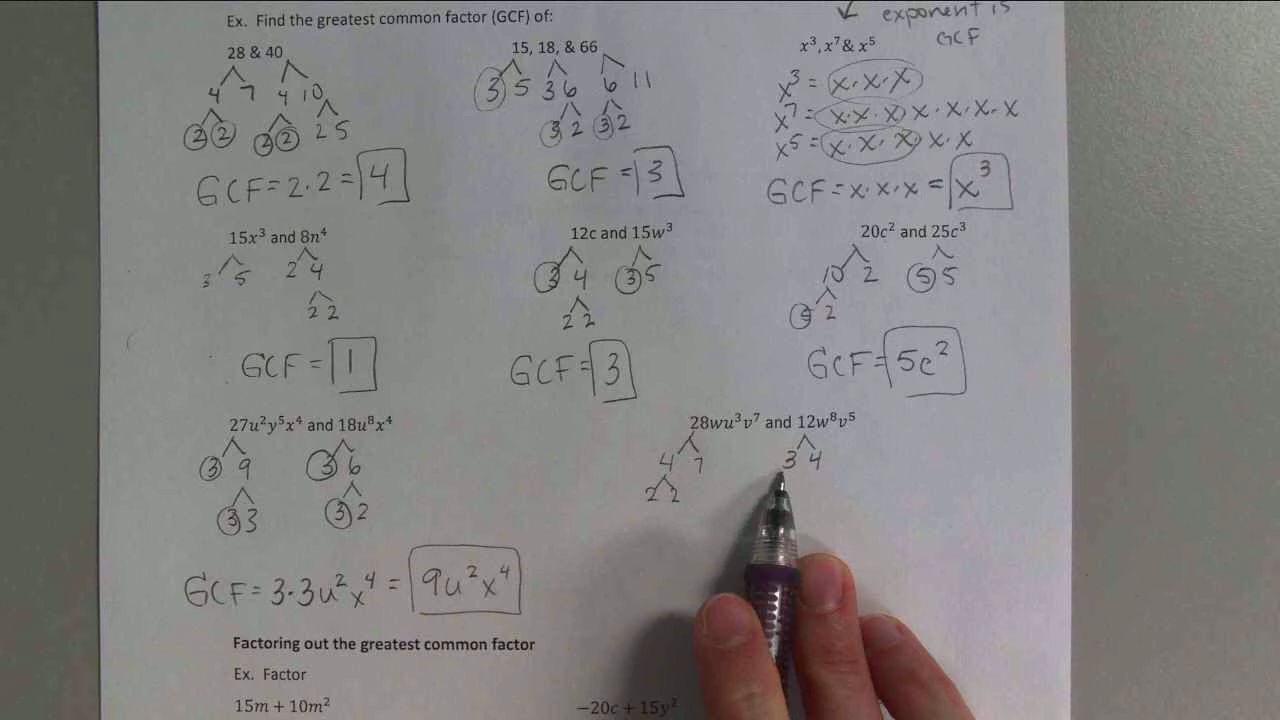 Ex. Find the greatest common factor (GCF) of:
↙ exponent is
GCF
28 & 40
4 7 4 10
2 2 2 2 2 5
GCF = 2·2 = 4
15, 18, & 66
3 5 3 6 6 11
3 2 3 2
GCF = 3
x³, x⁷ & x⁵
x³ = x·x·x
x⁷ = x·x·x x·x·x·x
x⁵ = x·x·x·x·x
GCF = x·x·x = x³
15x³ and 8n⁴
3 5 2 4
2 2
GCF = 1
12c and 15w³
3 4 3 5
2 2
GCF = 3
20c² and 25c³
10 2 5 5
5 2
GCF = 5c²
27u²y⁵x⁴ and 18u⁸x⁴
3 9 3 6
3 3 3 2
GCF = 3·3u²x⁴ = 9u²x⁴
28wu³v⁷ and 12w⁸v⁵
4 7 3 4
2 2
Factoring out the greatest common factor
Ex. Factor
15m + 10m²
−20c + 15y²